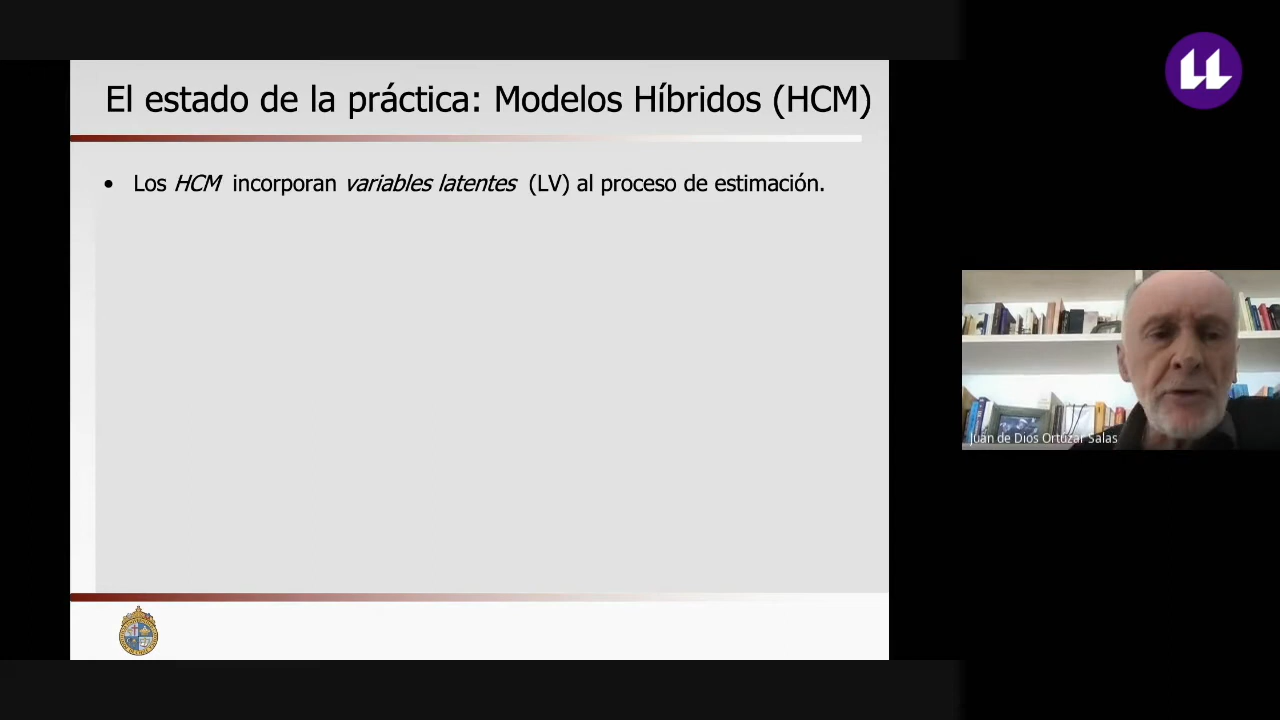 El estado de la práctica: Modelos Híbridos (HCM)
• Los HCM incorporan variables latentes (LV) al proceso de estimación.
Juan de Dios Ortúzar Salas